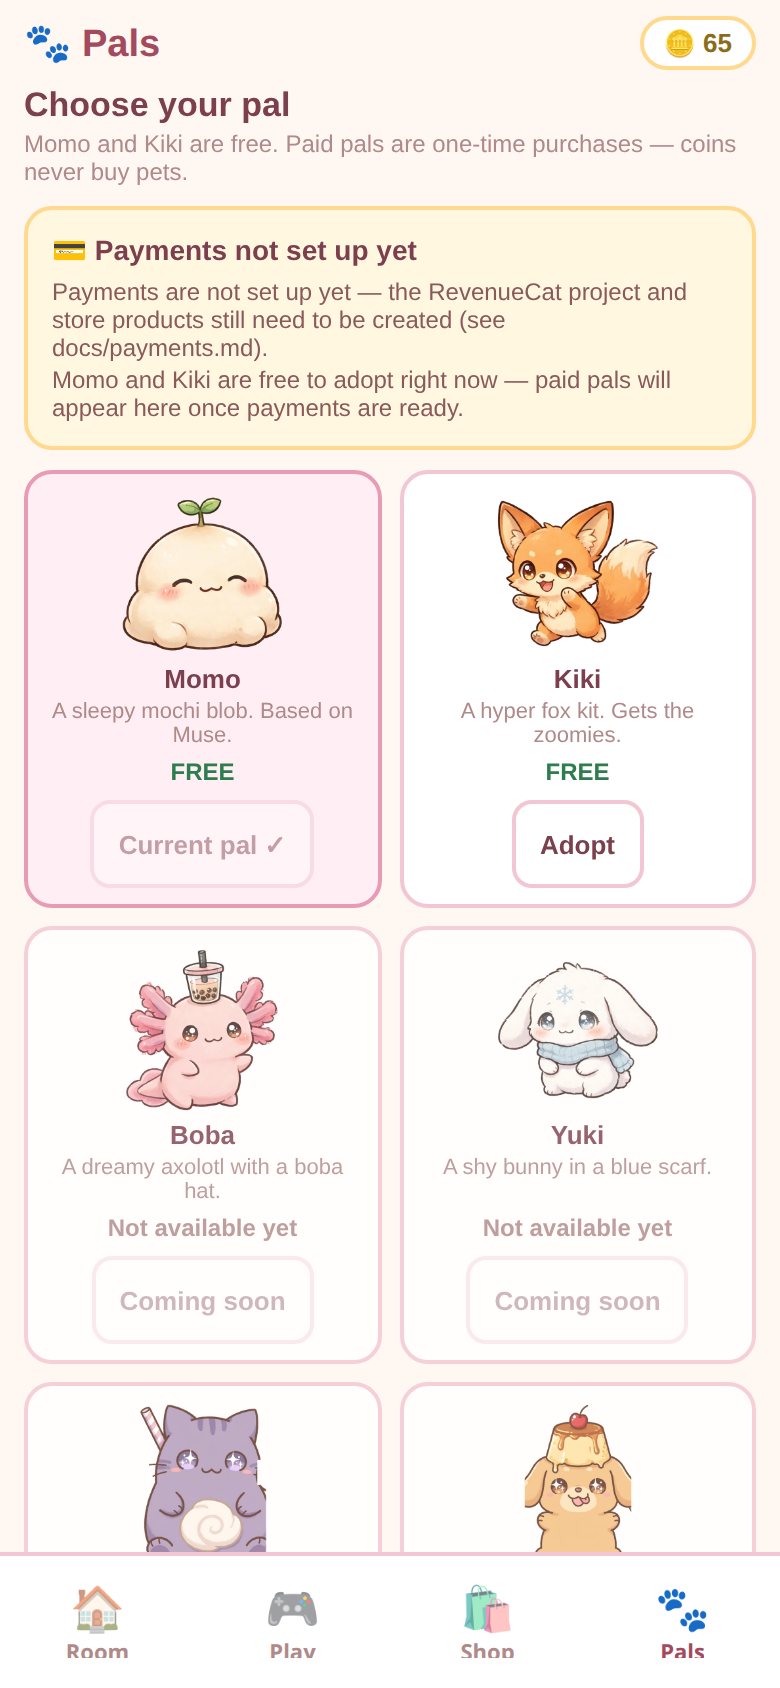 Pals
65
Choose your pal
Momo and Kiki are free. Paid pals are one-time purchases — coins
never buy pets.
Payments not set up yet
Payments are not set up yet — the RevenueCat project and
store products still need to be created (see
docs/payments.md).
Momo and Kiki are free to adopt right now — paid pals will
appear here once payments are ready.
Momo
A sleepy mochi blob. Based on
Muse.
FREE
Current pal ✓
Kiki
A hyper fox kit. Gets the
zoomies.
FREE
Adopt
Boba
A dreamy axolotl with a boba
hat.
Not available yet
Coming soon
Yuki
A shy bunny in a blue scarf.
Not available yet
Coming soon
Room
Play
Shop
Pals